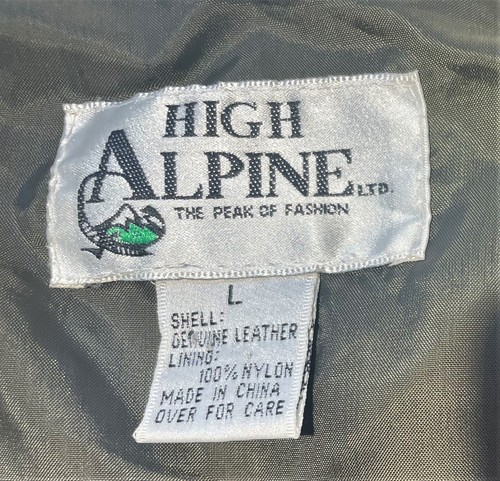 HIGH
ALPINE LTD.
THE PEAK OF FASHION
L
SHELL:
GENUINE LEATHER
LINING:
100% NYLON
MADE IN CHINA
OVER FOR CARE